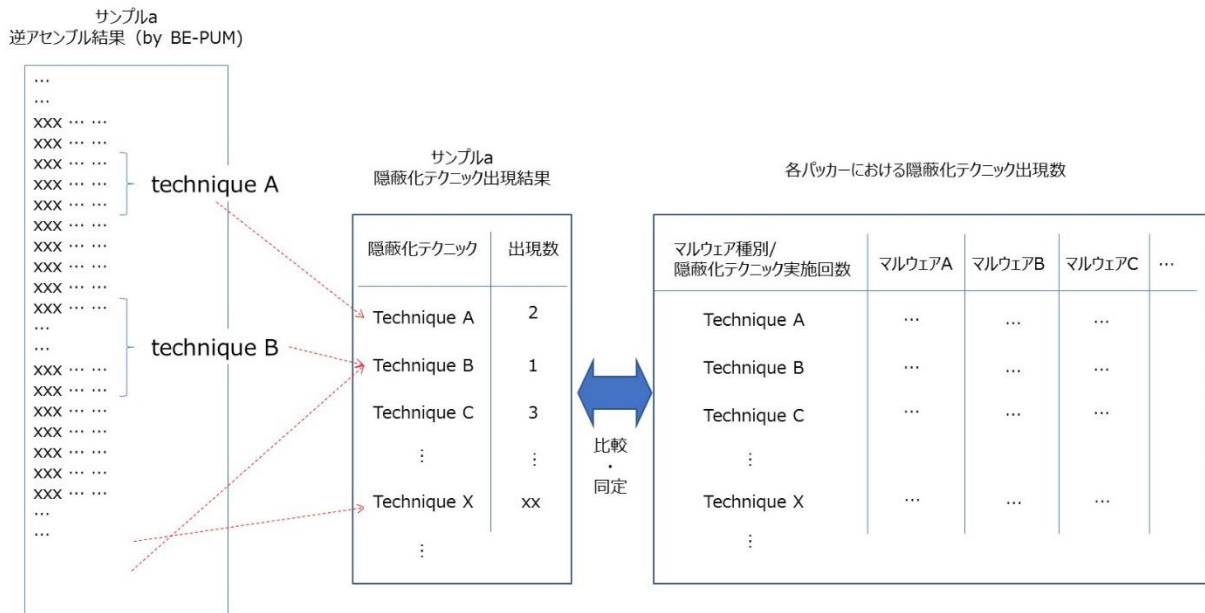 サンプルa
逆アセンブル結果（by BE-PUM)
…
…
xxx … …
xxx … …
xxx … …
xxx … …
xxx … …
xxx … …
xxx … …
xxx … …
xxx … …
xxx … …
…
…
xxx … …
xxx … …
xxx … …
xxx … …
xxx … …
xxx … …
xxx … …
…
…
technique A
technique B
サンプルa
隠蔽化テクニック出現結果
隠蔽化テクニック 出現数
Technique A 2
Technique B 1
Technique C 3
⋮ ⋮
Technique X xx
⋮
比較
・
同定
各パッカーにおける隠蔽化テクニック出現数
マルウェア種別/
隠蔽化テクニック実施回数 マルウェアA マルウェアB マルウェアC …
Technique A … … …
Technique B … … …
Technique C … … …
⋮
Technique X … … …
⋮